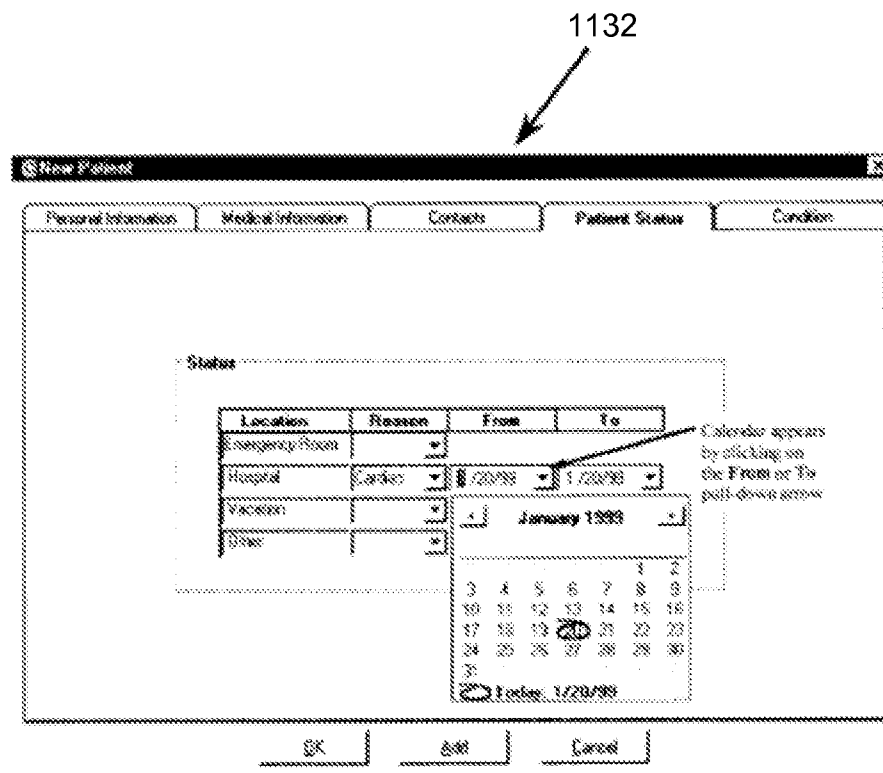 1132
New Patient
Personal Information Medical Information Contacts Patient Status Condition
Status
Location Reason From To
Emergency Room
Hospital Cardiac /20/99 1 /20/99
Vacation
Other
Calendar appears
by clicking on
the From or To
pull-down arrow
January 1999
1 2
3 4 5 6 7 8 9
10 11 12 13 14 15 16
17 18 19 20 21 22 23
24 25 26 27 28 29 30
31
Today: 1/20/99
OK Add Cancel